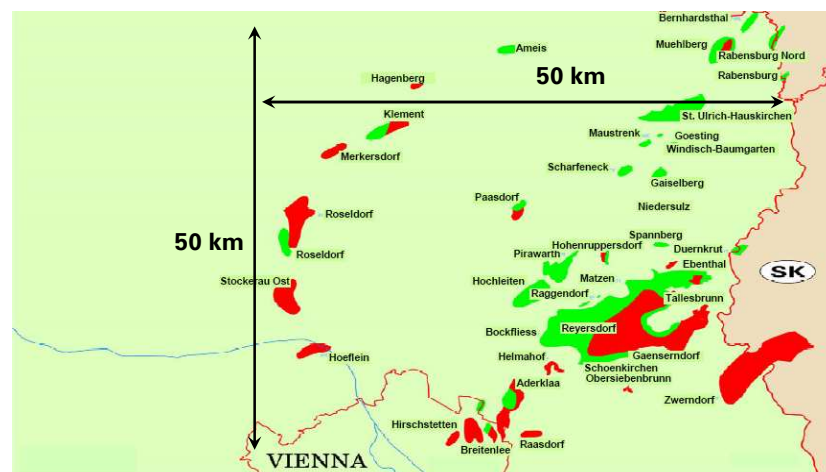 Bernhardsthal
Muehlberg
Ameis
50 km
Rabensburg Nord
Hagenberg
Rabensburg
Klement
St. Ulrich-Hauskirchen
Maustrenk
Goesting
Windisch-Baumgarten
Merkersdorf
Scharfeneck
Gaiselberg
Paasdorf
Niedersulz
Roseldorf
50 km
Spannberg
Hohenruppersdorf
Duernkrut
Pirawarth
Roseldorf
Ebenthal
SK
Stockerau Ost
Hochleiten
Matzen
Raggendorf
Tallesbrunn
Bockfliess
Reyersdorf
Hoeflein
Helmahof
Gaenserndorf
Schoenkirchen
Obersiebenbrunn
Aderklaa
Zwerndorf
Hirschstetten
Raasdorf
Breitenlee
VIENNA